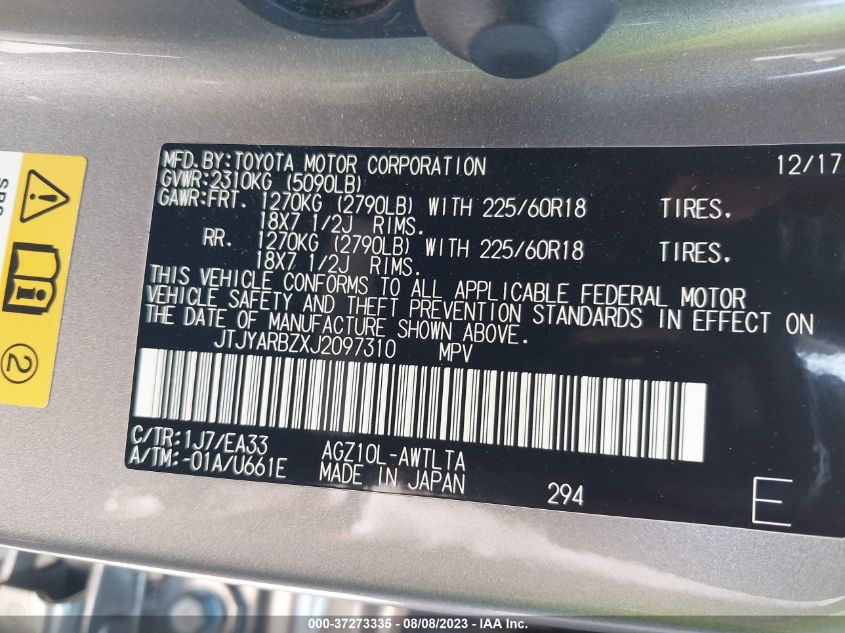 MFD.BY:TOYOTA MOTOR CORPORATION 12/17
GVWR:2310KG (5090LB)
GAWR:FRT. 1270KG (2790LB) WITH 225/60R18 TIRES.
18X7 1/2J RIMS.
RR. 1270KG (2790LB) WITH 225/60R18 TIRES.
18X7 1/2J RIMS.
THIS VEHICLE CONFORMS TO ALL APPLICABLE FEDERAL MOTOR
VEHICLE SAFETY AND THEFT PREVENTION STANDARDS IN EFFECT ON
THE DATE OF MANUFACTURE SHOWN ABOVE.
JTJYARBZXJ2097310 MPV
C/TR:1J7/EA33 AGZ10L-AWTLTA
A/TM:-01A/U661E MADE IN JAPAN 294 E
2
000-37273335 - 08/08/2023 - IAA Inc.